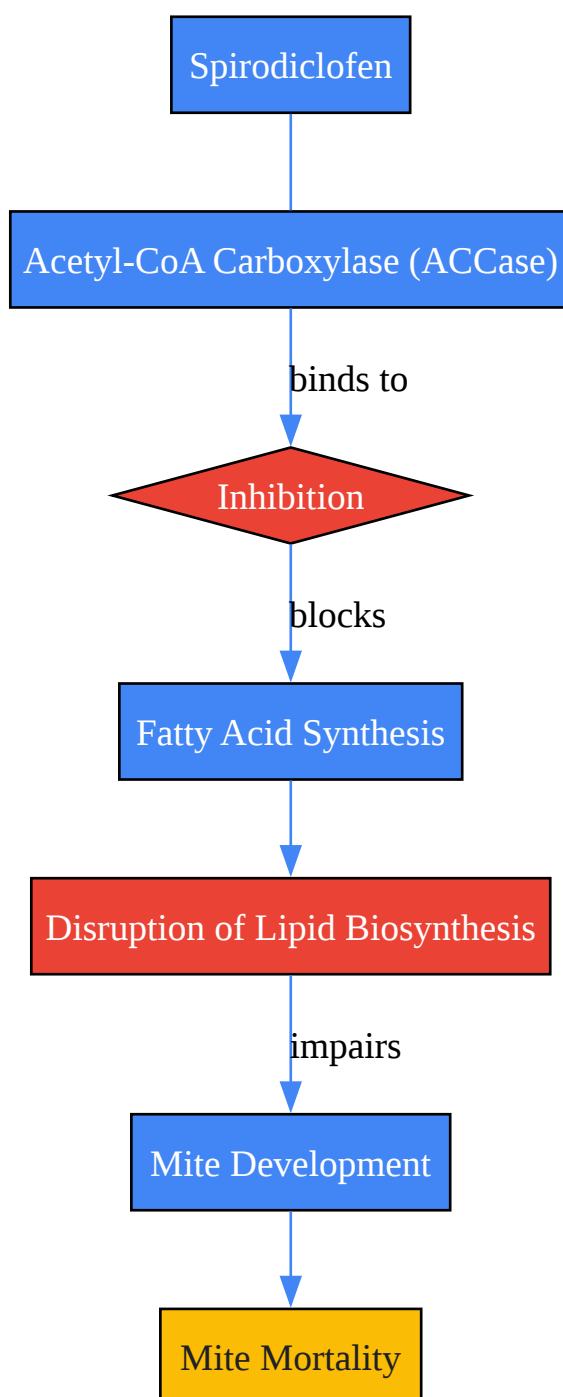 Spirodiclofen
Acetyl-CoA Carboxylase (ACCase)
binds to
Inhibition
blocks
Fatty Acid Synthesis
Disruption of Lipid Biosynthesis
impairs
Mite Development
Mite Mortality